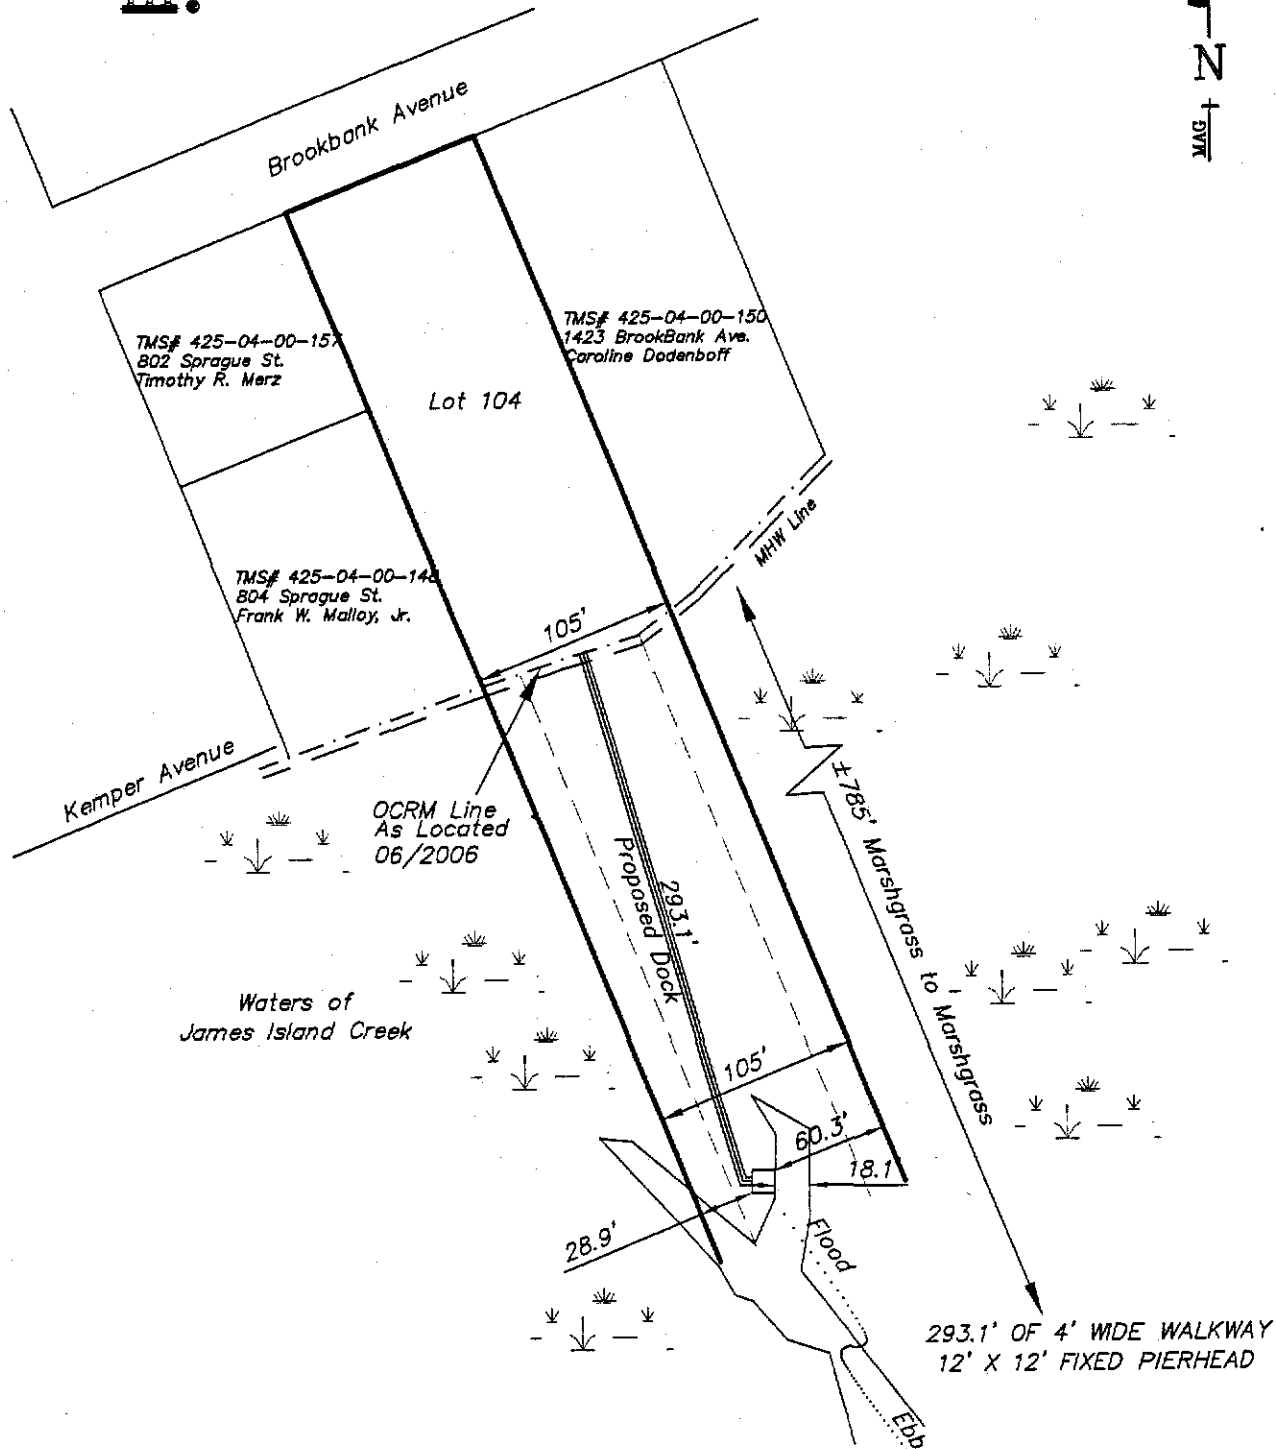 N
MAG
Brookbank Avenue
TMS# 425-04-00-157
802 Sprague St.
Timothy R. Merz
TMS# 425-04-00-150
1423 BrookBank Ave.
Caroline Dodenboff
Lot 104
TMS# 425-04-00-148
804 Sprague St.
Frank W. Malloy, Jr.
MHW Line
105'
Kemper Avenue
OCRM Line
As Located
06/2006
±785' Marshgrass to Marshgrass
293.1'
Proposed Dock
Waters of
James Island Creek
105'
60.3'
18.1
28.9'
Flood
293.1' OF 4' WIDE WALKWAY
12' X 12' FIXED PIERHEAD
Ebb